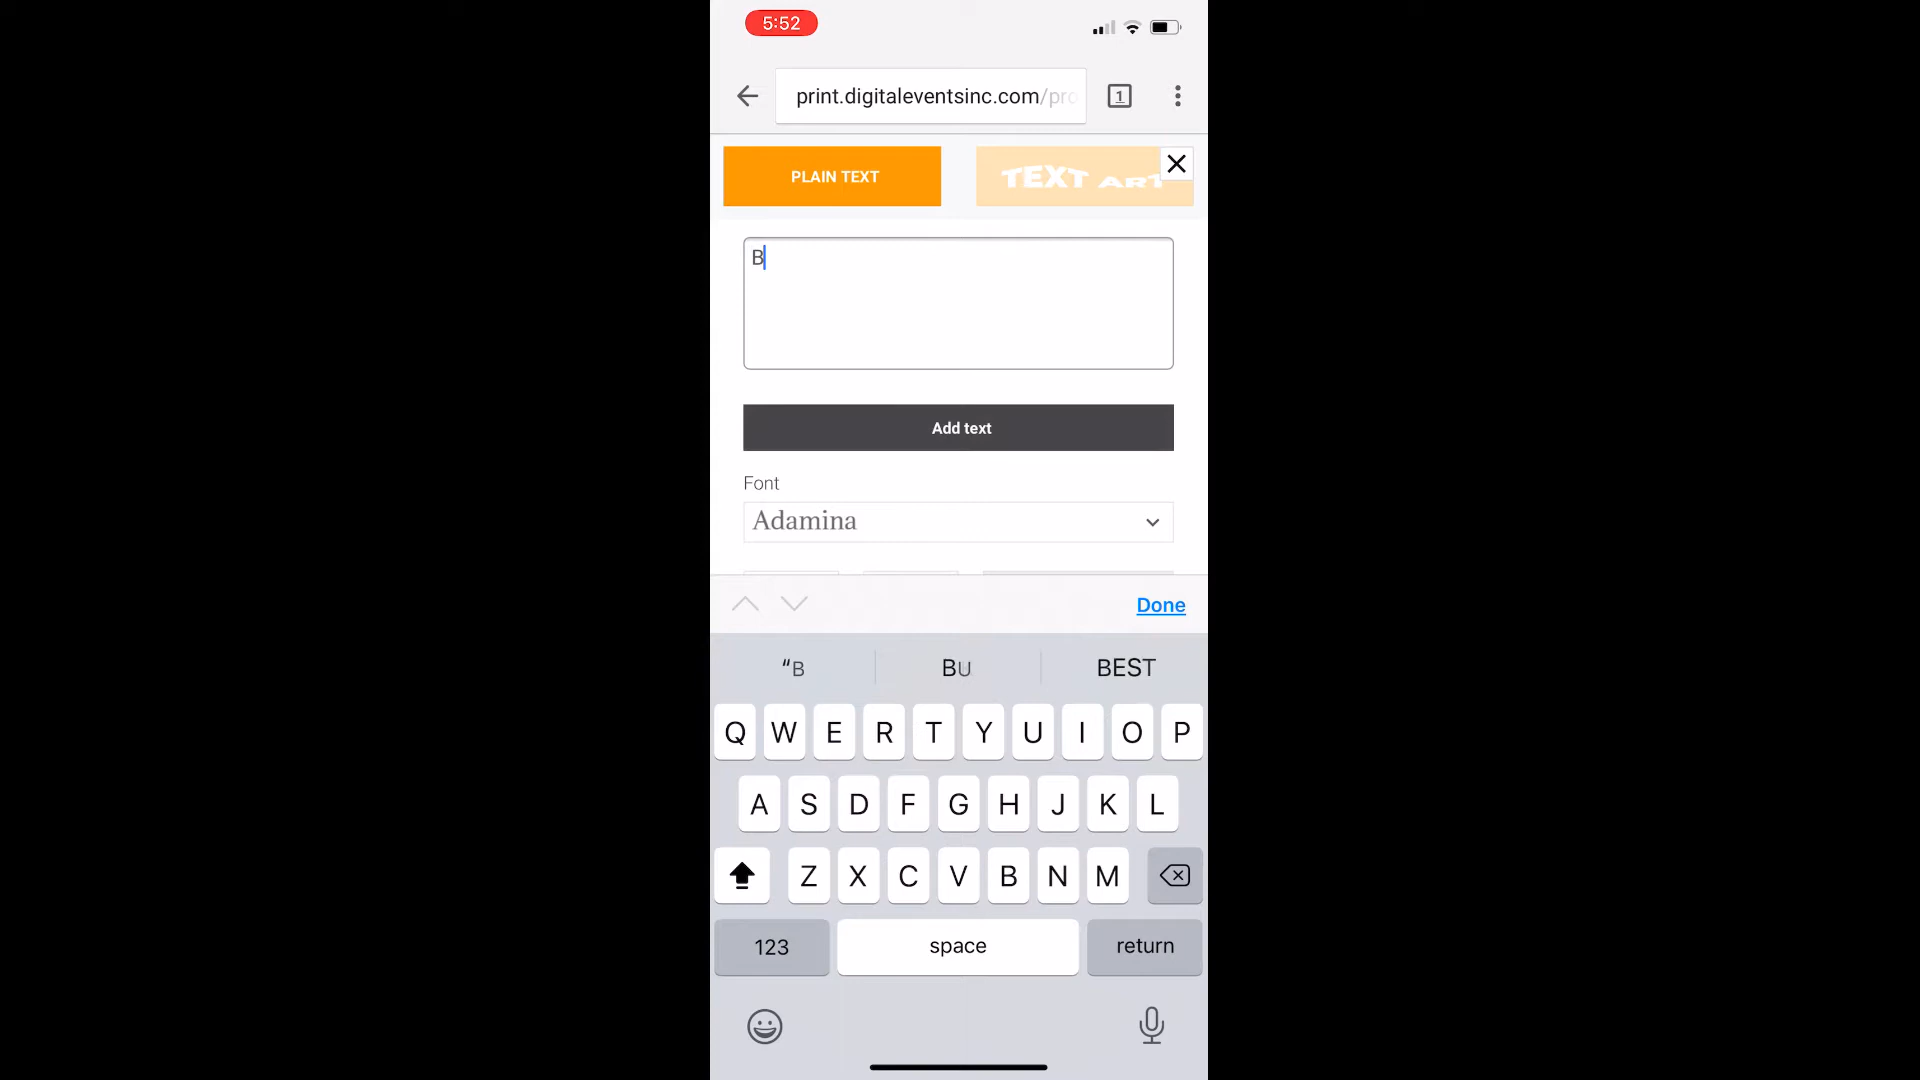 5:52
print.digitaleventsinc.com/pro
1
PLAIN TEXT
TEXT ART
B
Add text
Font
Adamina
Done
“B
BU
BEST
Q W E R T Y U I O P
A S D F G H J K L
Z X C V B N M
123
space
return